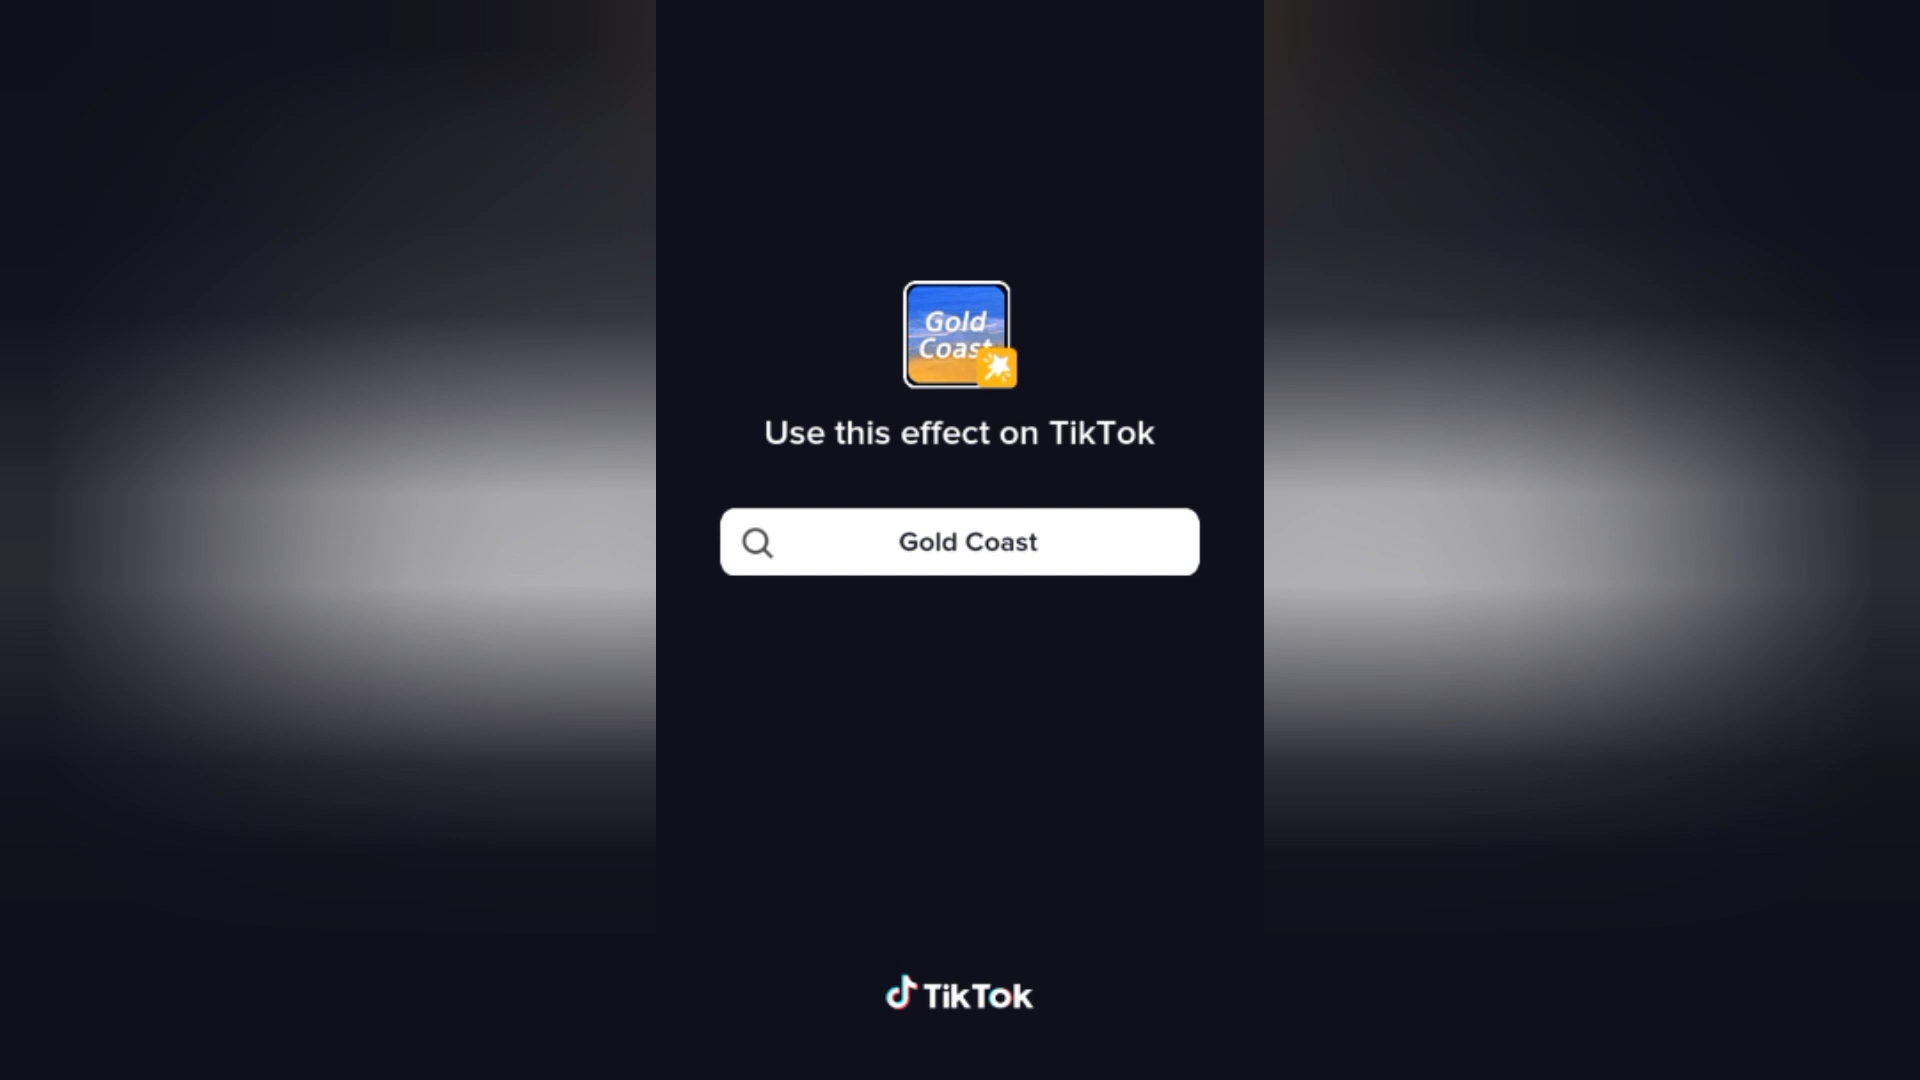 Gold
Coast
Use this effect on TikTok
Gold Coast
TikTok